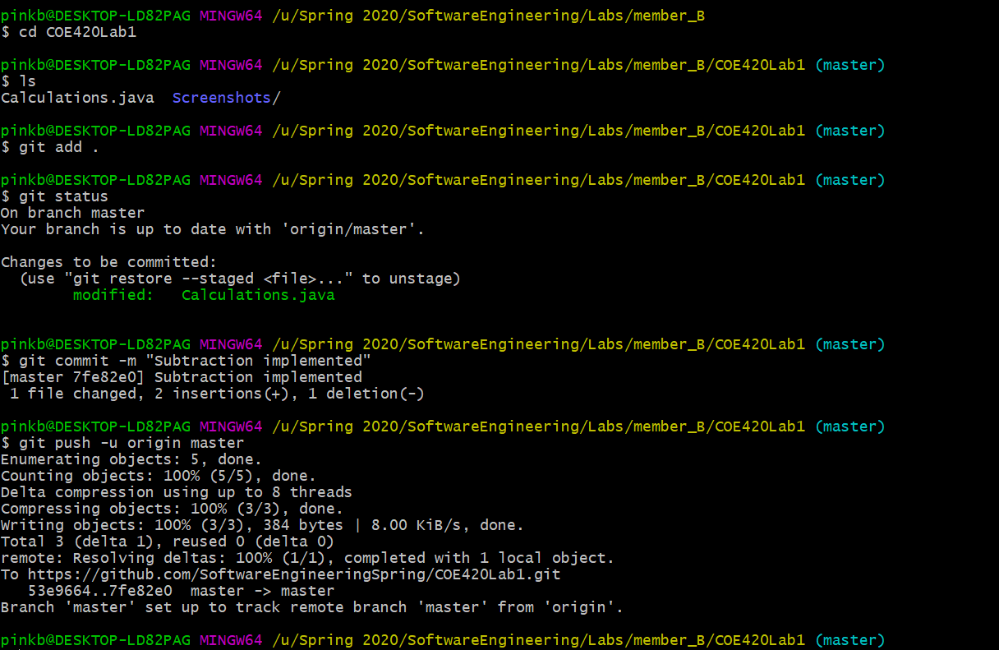 pinkb@DESKTOP-LD82PAG MINGW64 /u/Spring 2020/SoftwareEngineering/Labs/member_B
$ cd COE420Lab1
pinkb@DESKTOP-LD82PAG MINGW64 /u/Spring 2020/SoftwareEngineering/Labs/member_B/COE420Lab1 (master)
$ ls
Calculations.java  Screenshots/
pinkb@DESKTOP-LD82PAG MINGW64 /u/Spring 2020/SoftwareEngineering/Labs/member_B/COE420Lab1 (master)
$ git add .
pinkb@DESKTOP-LD82PAG MINGW64 /u/Spring 2020/SoftwareEngineering/Labs/member_B/COE420Lab1 (master)
$ git status
On branch master
Your branch is up to date with 'origin/master'.
Changes to be committed:
  (use "git restore --staged <file>..." to unstage)
        modified:   Calculations.java
pinkb@DESKTOP-LD82PAG MINGW64 /u/Spring 2020/SoftwareEngineering/Labs/member_B/COE420Lab1 (master)
$ git commit -m "Subtraction implemented"
[master 7fe82e0] Subtraction implemented
 1 file changed, 2 insertions(+), 1 deletion(-)
pinkb@DESKTOP-LD82PAG MINGW64 /u/Spring 2020/SoftwareEngineering/Labs/member_B/COE420Lab1 (master)
$ git push -u origin master
Enumerating objects: 5, done.
Counting objects: 100% (5/5), done.
Delta compression using up to 8 threads
Compressing objects: 100% (3/3), done.
Writing objects: 100% (3/3), 384 bytes | 8.00 KiB/s, done.
Total 3 (delta 1), reused 0 (delta 0)
remote: Resolving deltas: 100% (1/1), completed with 1 local object.
To https://github.com/SoftwareEngineeringSpring/COE420Lab1.git
   53e9664..7fe82e0  master -> master
Branch 'master' set up to track remote branch 'master' from 'origin'.
pinkb@DESKTOP-LD82PAG MINGW64 /u/Spring 2020/SoftwareEngineering/Labs/member_B/COE420Lab1 (master)